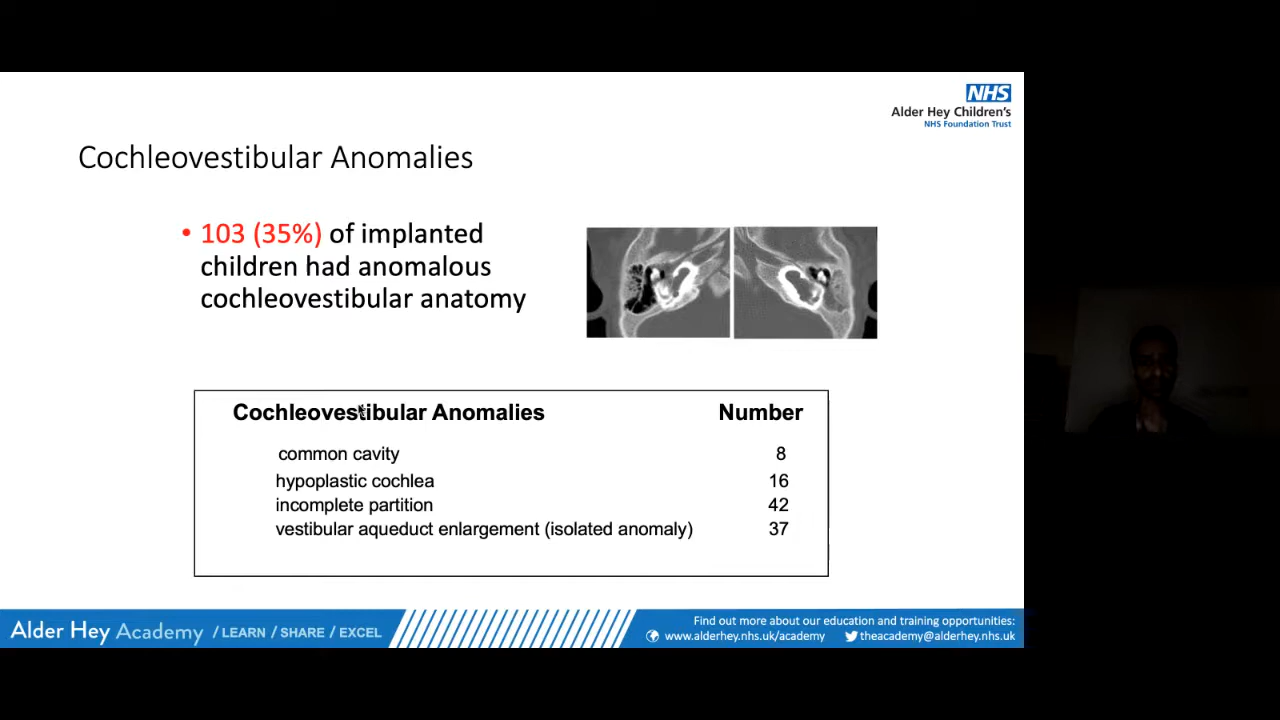 NHS
Alder Hey Children's
NHS Foundation Trust
Cochleovestibular Anomalies
• 103 (35%) of implanted
children had anomalous
cochleovestibular anatomy
Cochleovestibular Anomalies Number
common cavity 8
hypoplastic cochlea 16
incomplete partition 42
vestibular aqueduct enlargement (isolated anomaly) 37
Alder Hey Academy / LEARN / SHARE / EXCEL
Find out more about our education and training opportunities:
www.alderhey.nhs.uk/academy theacademy@alderhey.nhs.uk